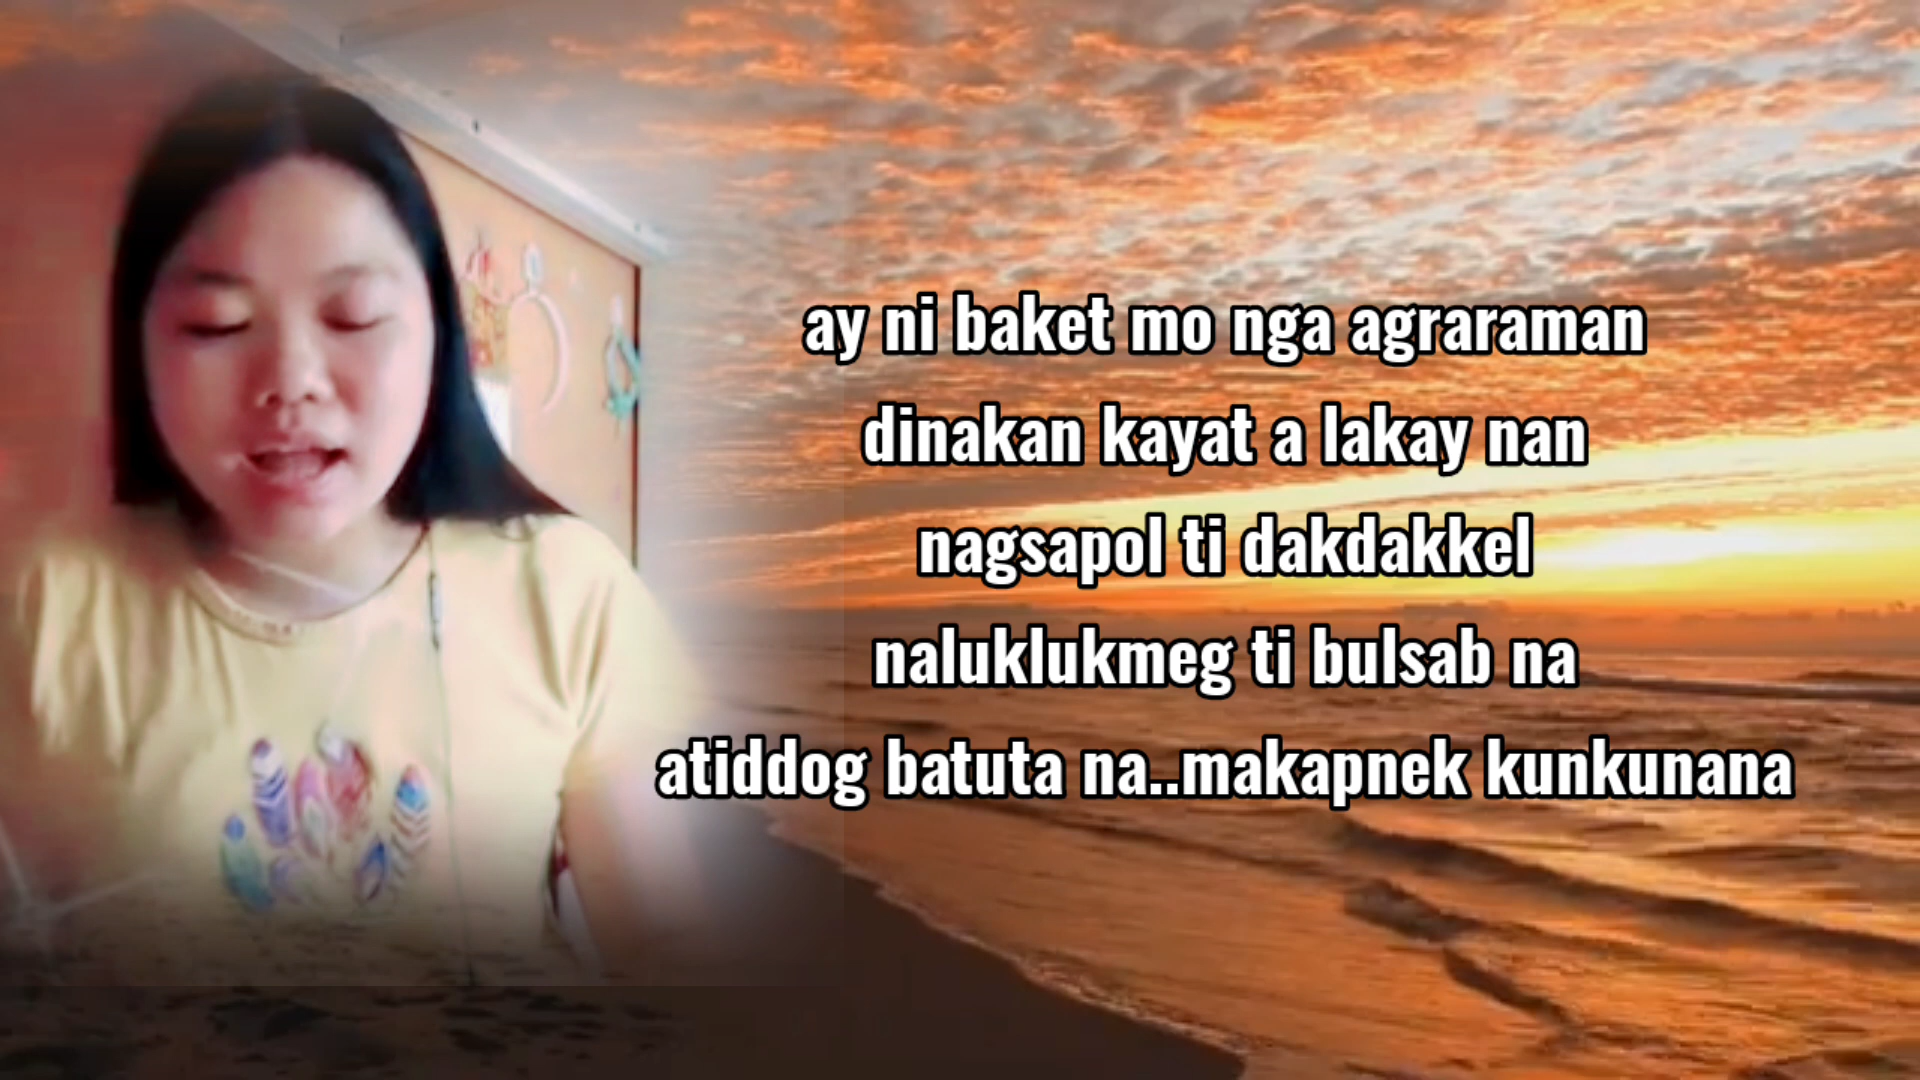 ay ni baket mo nga agraraman
dinakan kayat a lakay nan
nagsapol ti dakdakkel
naluklukmeg ti bulsab na
atiddog batuta na..makapnek kunkunana